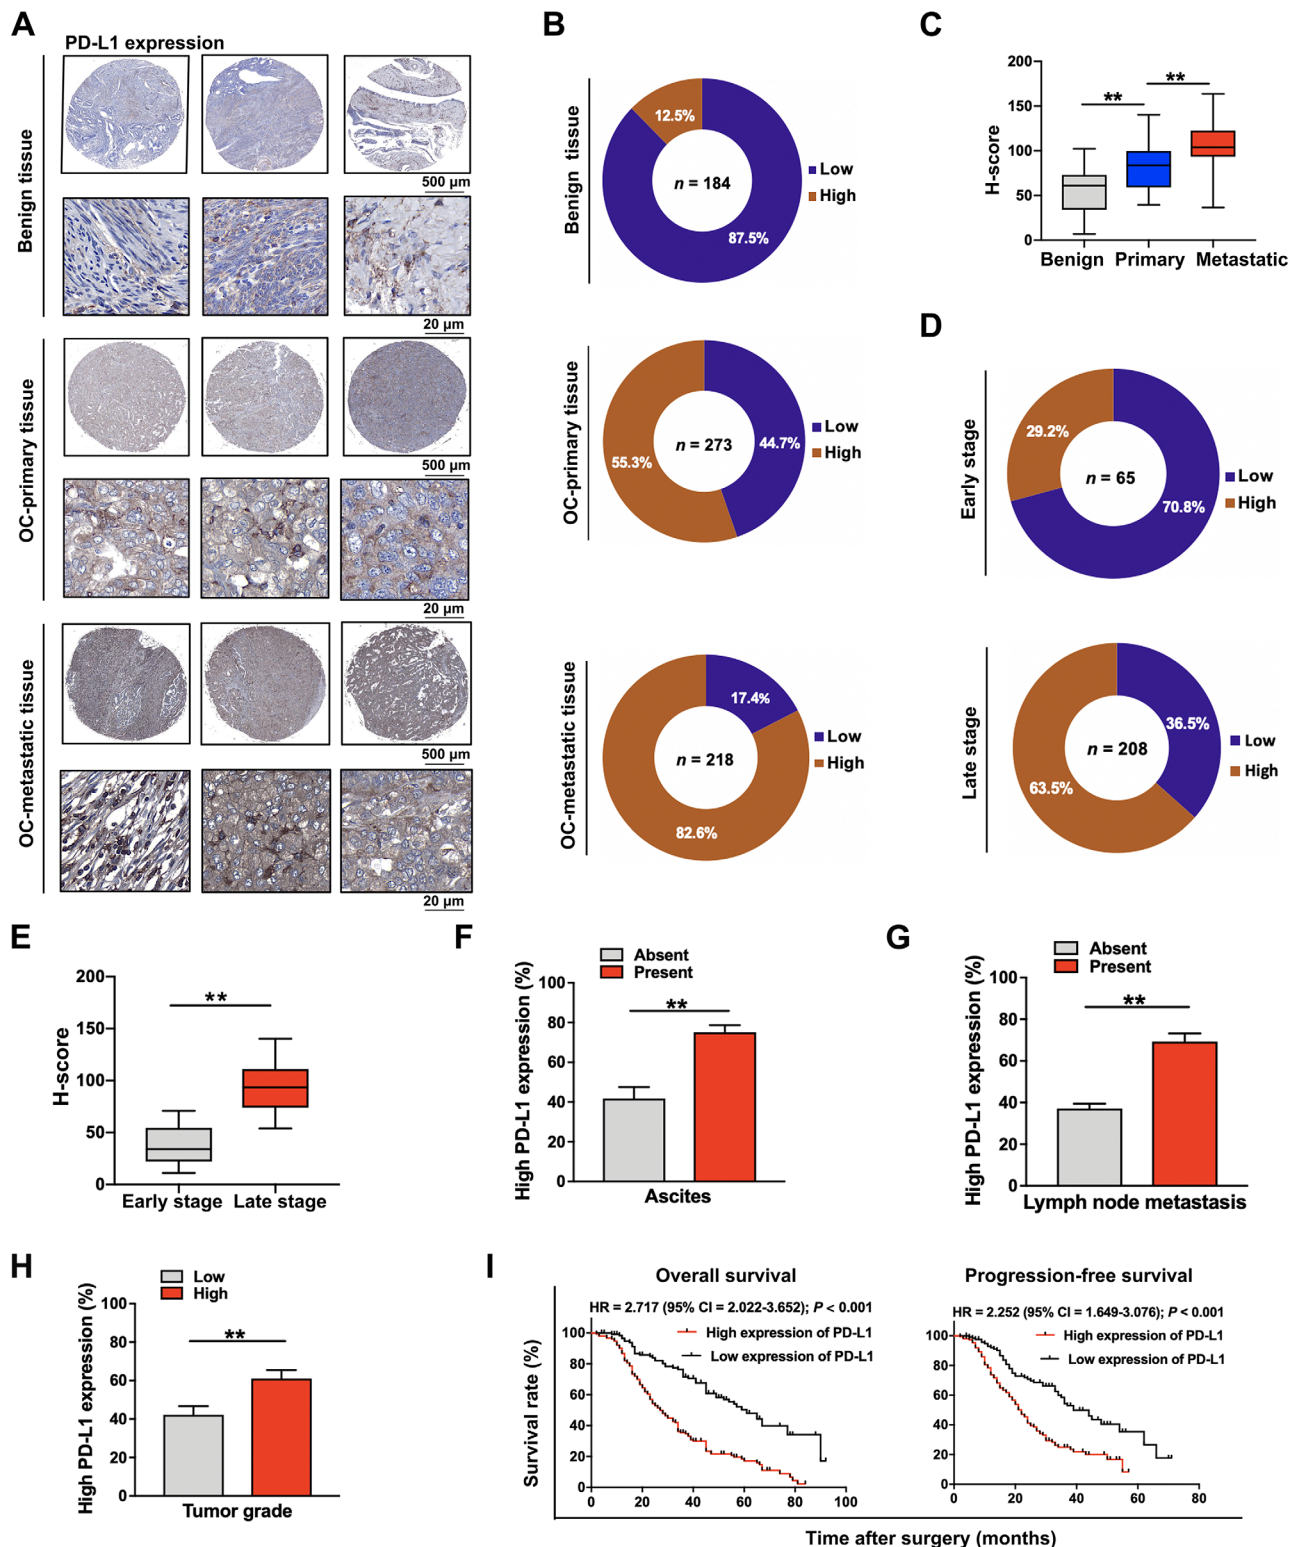 A
PD-L1 expression
Benign tissue
500 μm
20 μm
OC-primary tissue
500 μm
20 μm
OC-metastatic tissue
500 μm
20 μm
B
Benign tissue
12.5%
n = 184
87.5%
Low
High
OC-primary tissue
44.7%
n = 273
55.3%
Low
High
OC-metastatic tissue
17.4%
n = 218
82.6%
Low
High
C
H-score
200
150
100
50
0
**
**
Benign Primary Metastatic
D
Early stage
29.2%
n = 65
70.8%
Low
High
Late stage
36.5%
n = 208
63.5%
Low
High
E
H-score
200
150
100
50
0
**
Early stage Late stage
F
Absent
Present
High PD-L1 expression (%)
100
80
60
40
20
0
**
Ascites
G
Absent
Present
High PD-L1 expression (%)
100
80
60
40
20
0
**
Lymph node metastasis
H
Low
High
High PD-L1 expression (%)
100
80
60
40
20
0
**
Tumor grade
I
Overall survival
HR = 2.717 (95% CI = 2.022-3.652); P < 0.001
High expression of PD-L1
Low expression of PD-L1
Survival rate (%)
100
80
60
40
20
0
0 20 40 60 80 100
Progression-free survival
HR = 2.252 (95% CI = 1.649-3.076); P < 0.001
High expression of PD-L1
Low expression of PD-L1
100
80
60
40
20
0
0 20 40 60 80
Time after surgery (months)